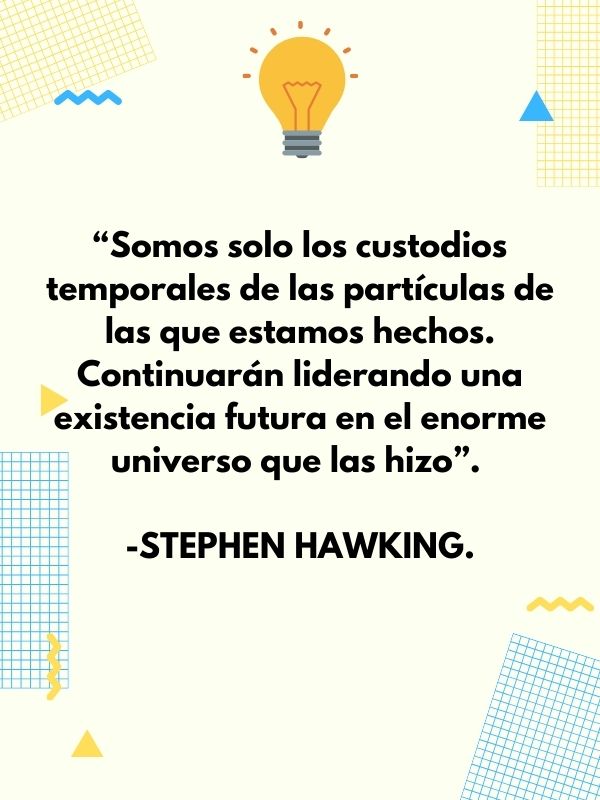 “Somos solo los custodios
temporales de las partículas de
las que estamos hechos.
Continuarán liderando una
existencia futura en el enorme
universo que las hizo”.
-STEPHEN HAWKING.